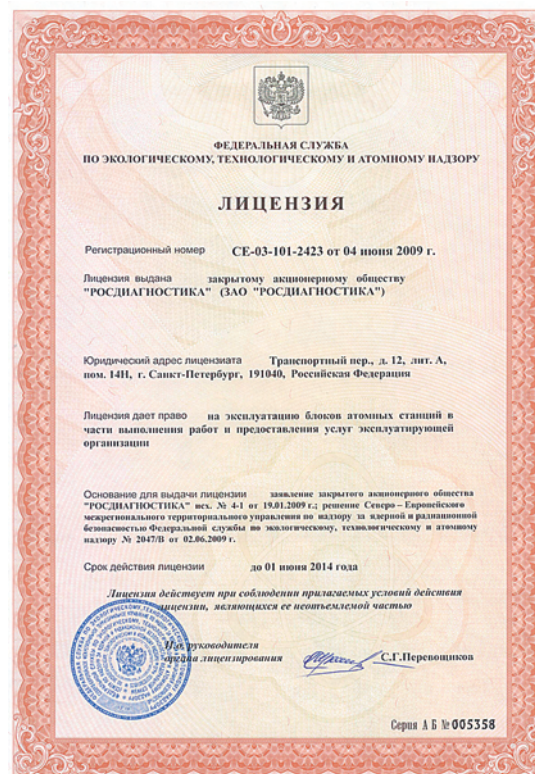 ФЕДЕРАЛЬНАЯ СЛУЖБА
ПО ЭКОЛОГИЧЕСКОМУ, ТЕХНОЛОГИЧЕСКОМУ И АТОМНОМУ НАДЗОРУ
ЛИЦЕНЗИЯ
Регистрационный номер СЕ-03-101-2423 от 04 июня 2009 г.
Лицензия выдана закрытому акционерному обществу
"РОСДИАГНОСТИКА" (ЗАО "РОСДИАГНОСТИКА")
Юридический адрес лицензиата Транспортный пер., д. 12, лит. А,
пом. 14Н, г. Санкт-Петербург, 191040, Российская Федерация
Лицензия дает право на эксплуатацию блоков атомных станций в
части выполнения работ и предоставления услуг эксплуатирующей
организации
Основание для выдачи лицензии заявление закрытого акционерного общества
"РОСДИАГНОСТИКА" исх. № 4-1 от 19.01.2009 г.; решение Северо – Европейского
межрегионального территориального управления по надзору за ядерной и радиационной
безопасностью Федеральной службы по экологическому, технологическому и атомному
надзору № 2047/В от 02.06.2009 г.
Срок действия лицензии до 01 июня 2014 года
Лицензия действует при соблюдении прилагаемых условий действия
лицензии, являющихся ее неотъемлемой частью
руководителя
органа лицензирования С.Г.Перевощиков
Серия А Б № 005358